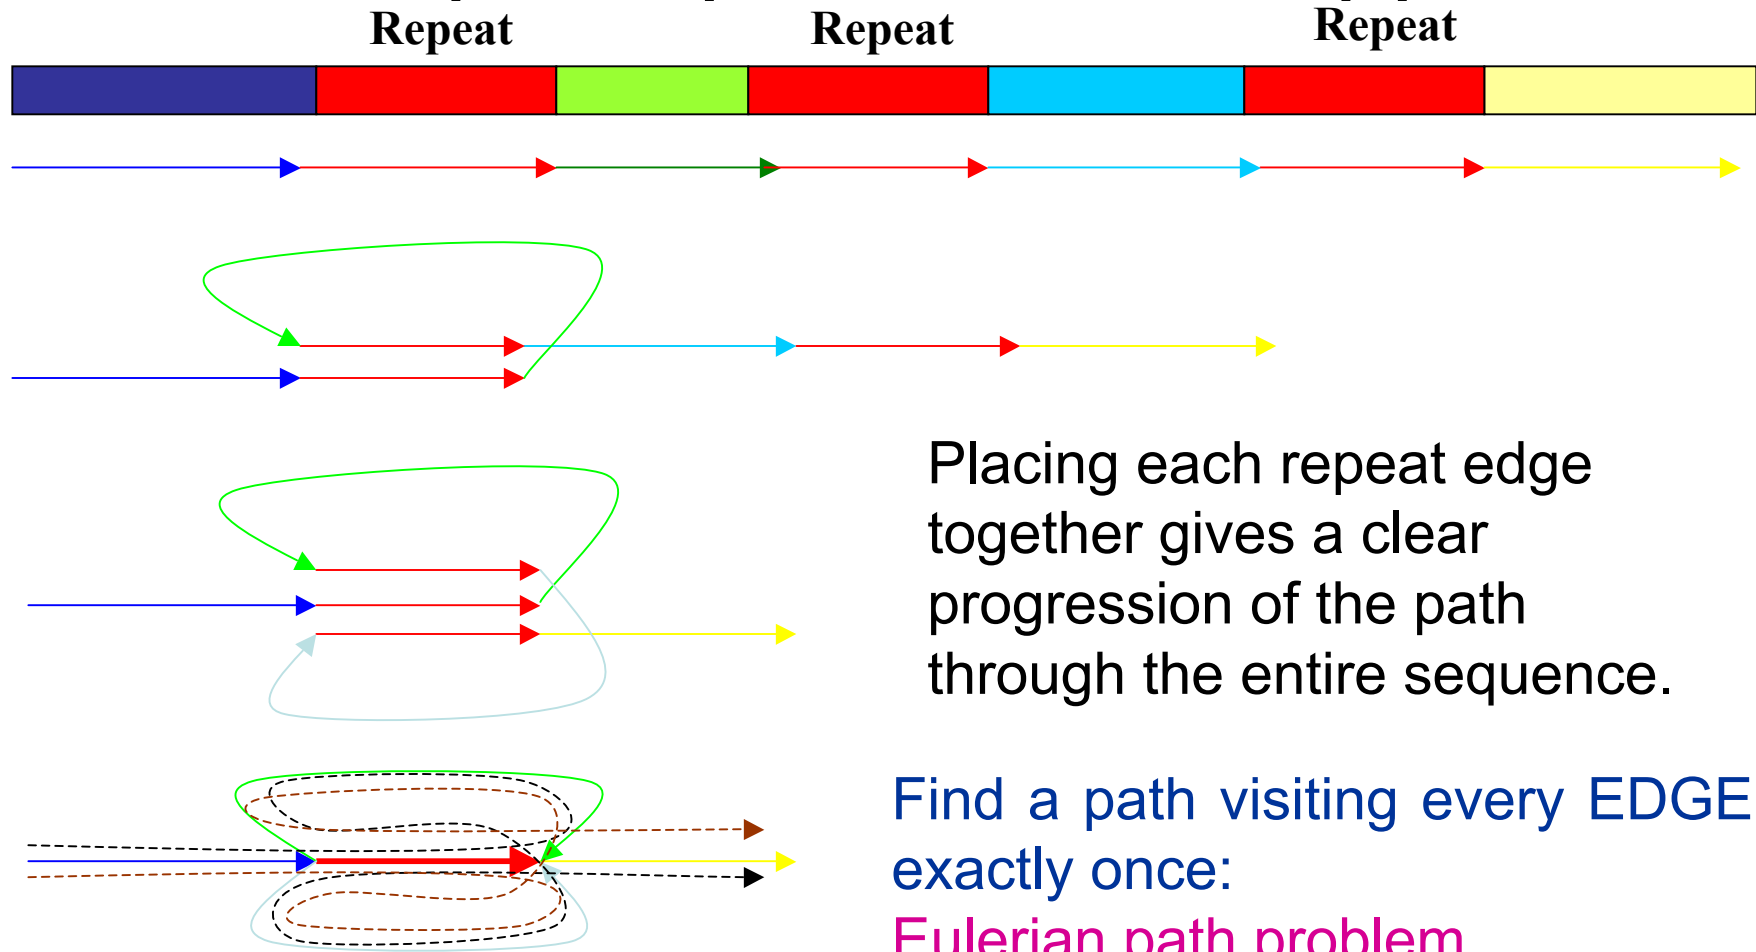 Repeat Repeat Repeat
Placing each repeat edge
together gives a clear
progression of the path
through the entire sequence.
Find a path visiting every EDGE
exactly once:
Eulerian path problem